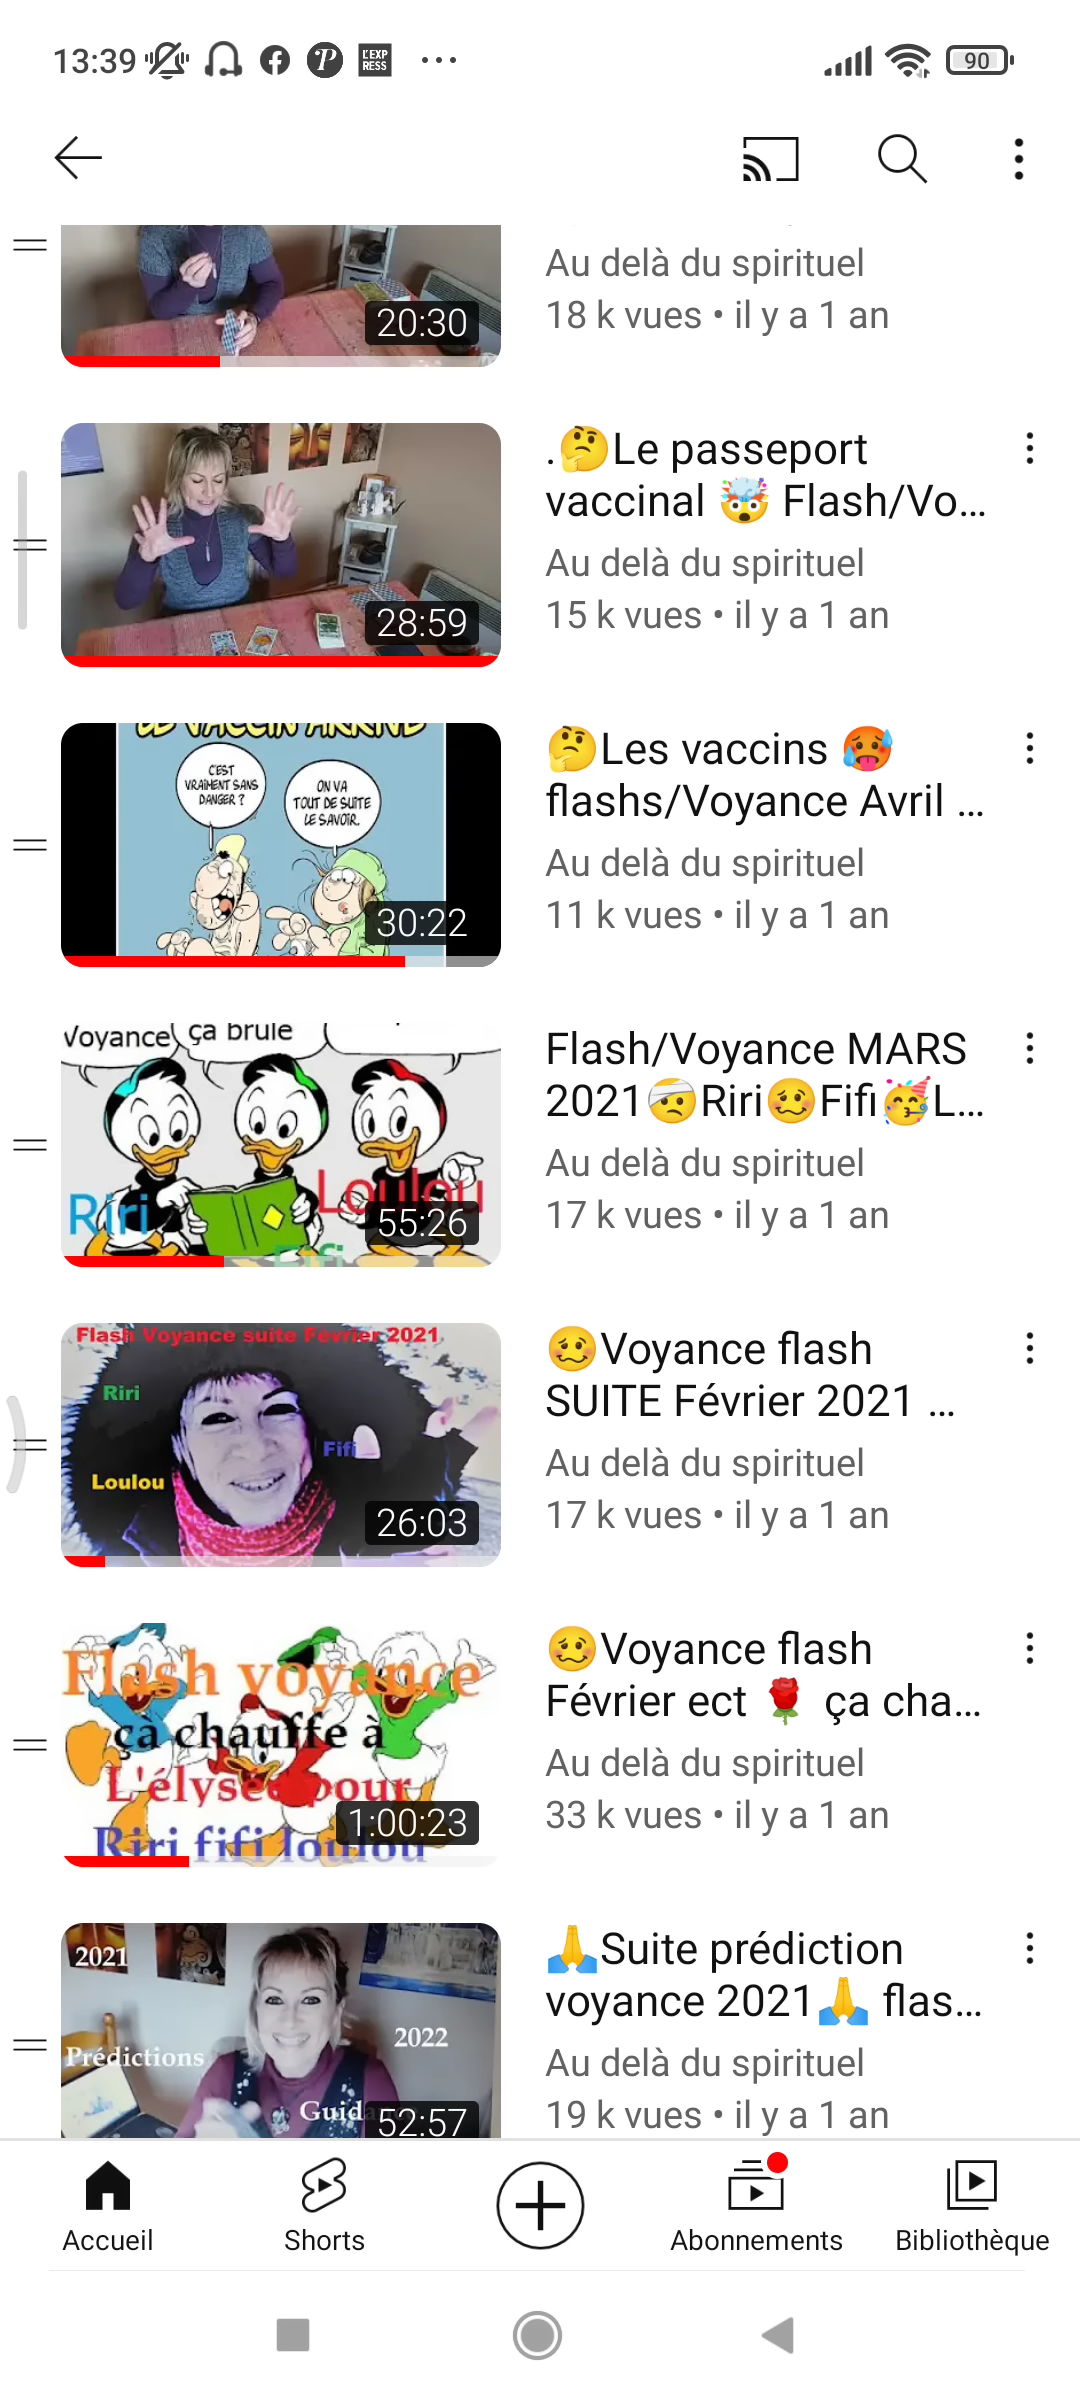 13:39
L'EXP
RESS
90
20:30
Au delà du spirituel
18 k vues • il y a 1 an
28:59
.🤔Le passeport
vaccinal 🤯 Flash/Vo...
Au delà du spirituel
15 k vues • il y a 1 an
LE VACCIN ARRIVE
C'EST
VRAIMENT SANS
DANGER ?
ON VA
TOUT DE SUITE
LE SAVOIR.
30:22
🤔Les vaccins 🥵
flashs/Voyance Avril ...
Au delà du spirituel
11 k vues • il y a 1 an
Voyance
ça brule
Riri
Loulou
Fifi
55:26
Flash/Voyance MARS
2021🤕Riri🥴Fifi🥳L...
Au delà du spirituel
17 k vues • il y a 1 an
Flash Voyance suite Février 2021
Riri
Fifi
Loulou
26:03
🥴Voyance flash
SUITE Février 2021 ...
Au delà du spirituel
17 k vues • il y a 1 an
Flash voyance
ça chauffe à
L'élysée pour
Riri fifi loulou
1:00:23
🥴Voyance flash
Février ect 🌹 ça cha...
Au delà du spirituel
33 k vues • il y a 1 an
2021
2022
Prédictions
52:57
🙏Suite prédiction
voyance 2021🙏 flas...
Au delà du spirituel
19 k vues • il y a 1 an
Accueil
Shorts
Abonnements
Bibliothèque